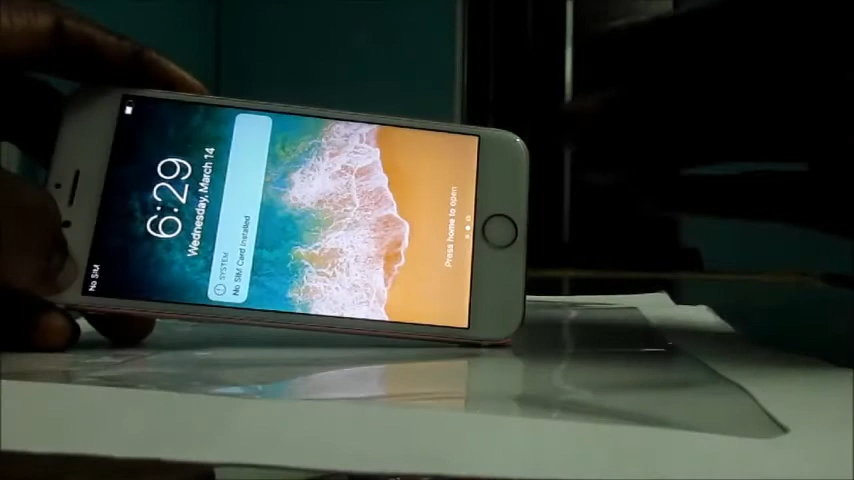 No SIM
6:29
Wednesday, March 14
SYSTEM
No SIM Card Installed
Press home to open